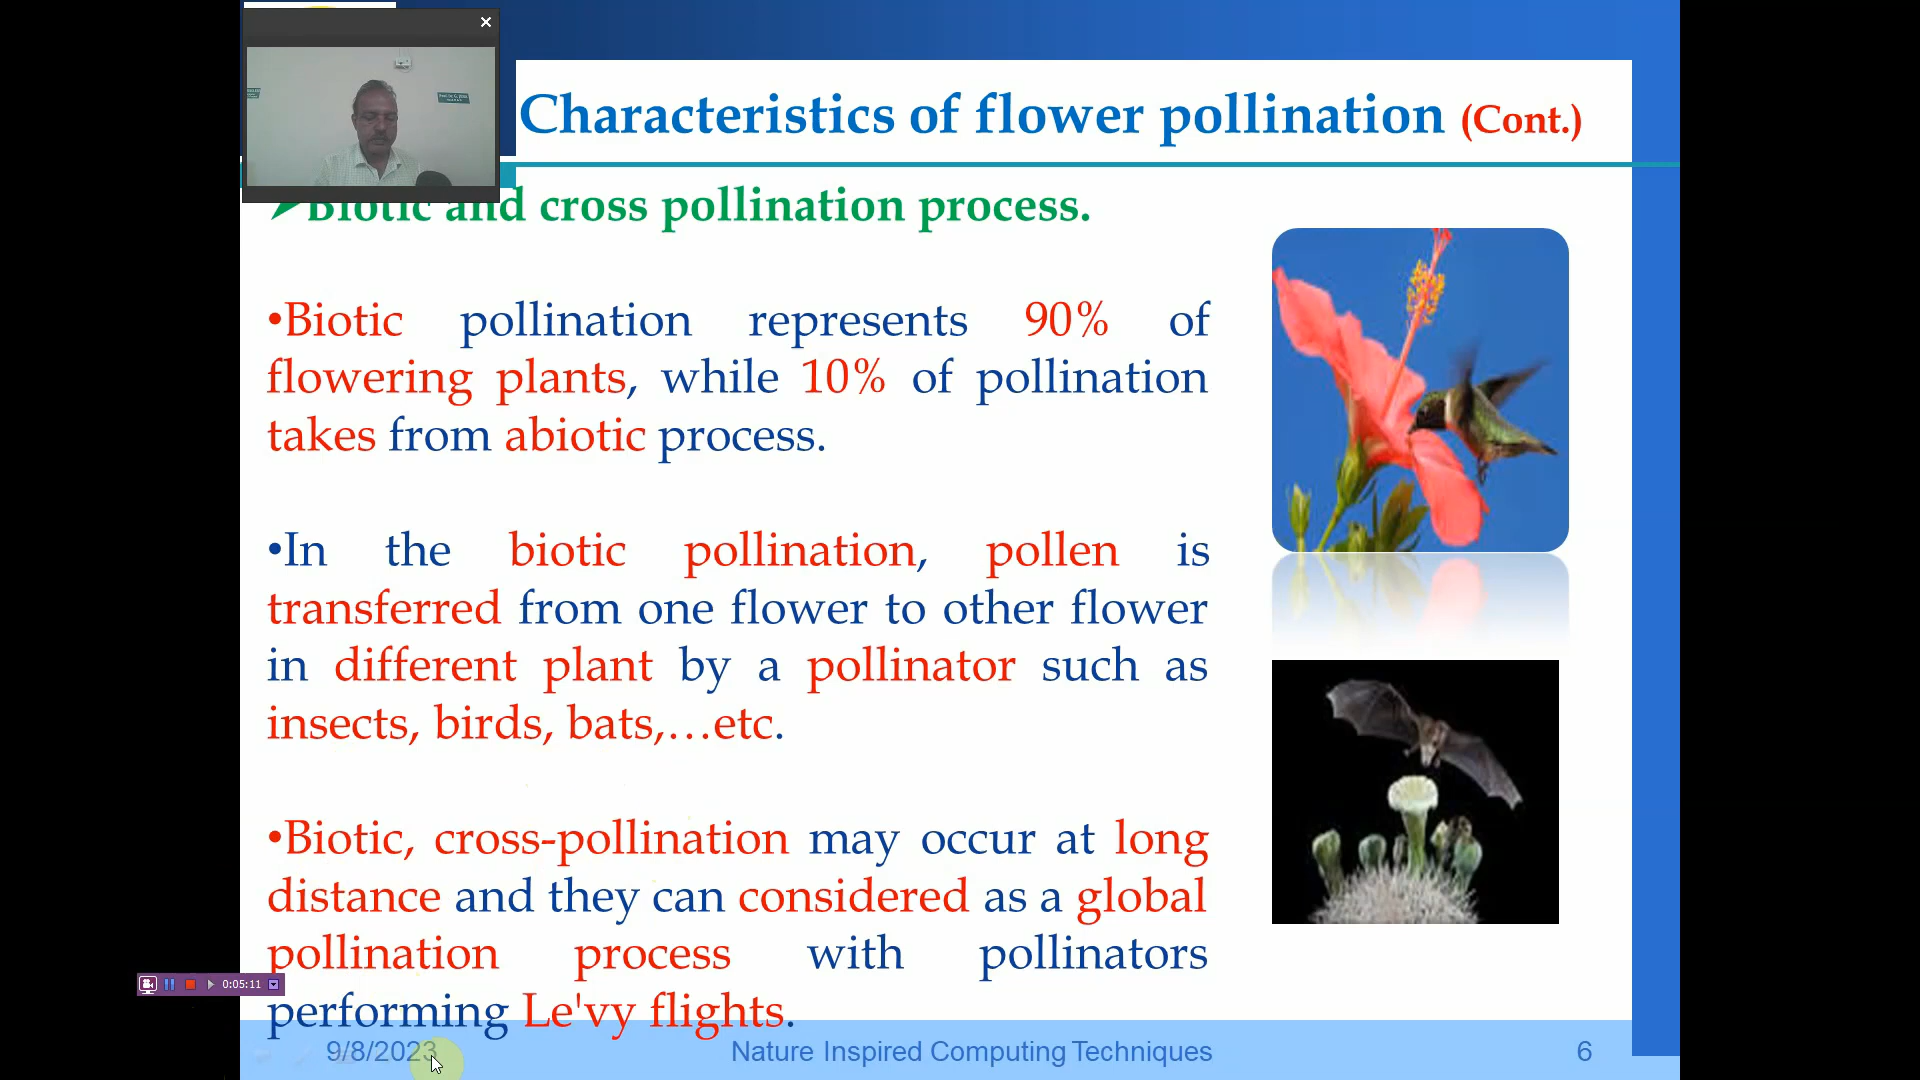 Characteristics of flower pollination (Cont.)
➤Biotic and cross pollination process.
•Biotic pollination represents 90% of
flowering plants, while 10% of pollination
takes from abiotic process.
•In the biotic pollination, pollen is
transferred from one flower to other flower
in different plant by a pollinator such as
insects, birds, bats,…etc.
•Biotic, cross-pollination may occur at long
distance and they can considered as a global
pollination process with pollinators
performing Le'vy flights.
0:05:11
9/8/2023 Nature Inspired Computing Techniques 6